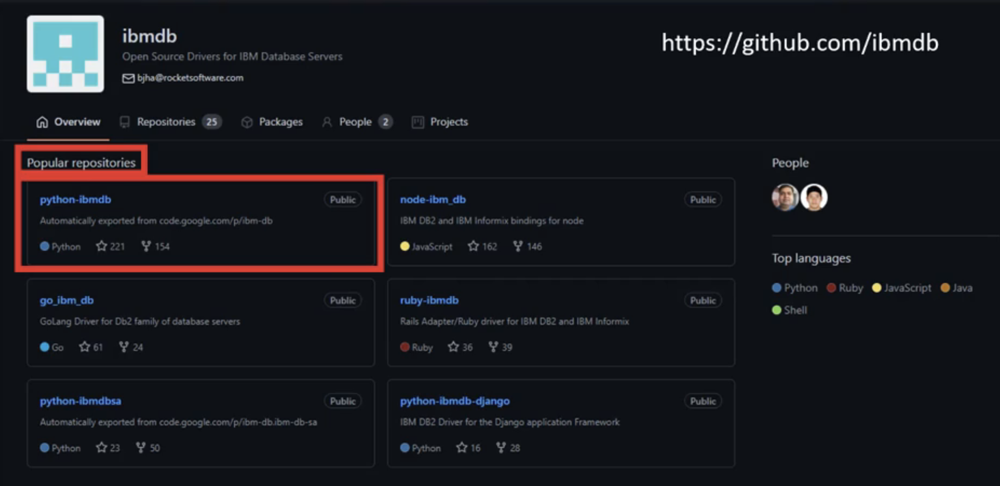 ibmdb
https://github.com/ibmdb
Open Source Drivers for IBM Database Servers
bjha@rocketsoftware.com
Overview Repositories 25 Packages People 2 Projects
Popular repositories
python-ibmdb Public
Automatically exported from code.google.com/p/ibm-db
Python 221 154
node-ibm_db Public
IBM DB2 and IBM Informix bindings for node
JavaScript 162 146
go_ibm_db Public
GoLang Driver for Db2 family of database servers
Go 61 24
ruby-ibmdb Public
Rails Adapter/Ruby driver for IBM DB2 and IBM Informix
Ruby 36 39
python-ibmdbsa Public
Automatically exported from code.google.com/p/ibm-db.ibm-db-sa
Python 23 50
python-ibmdb-django Public
IBM DB2 Driver for the Django application Framework
Python 16 28
People
Top languages
Python Ruby JavaScript Java
Shell